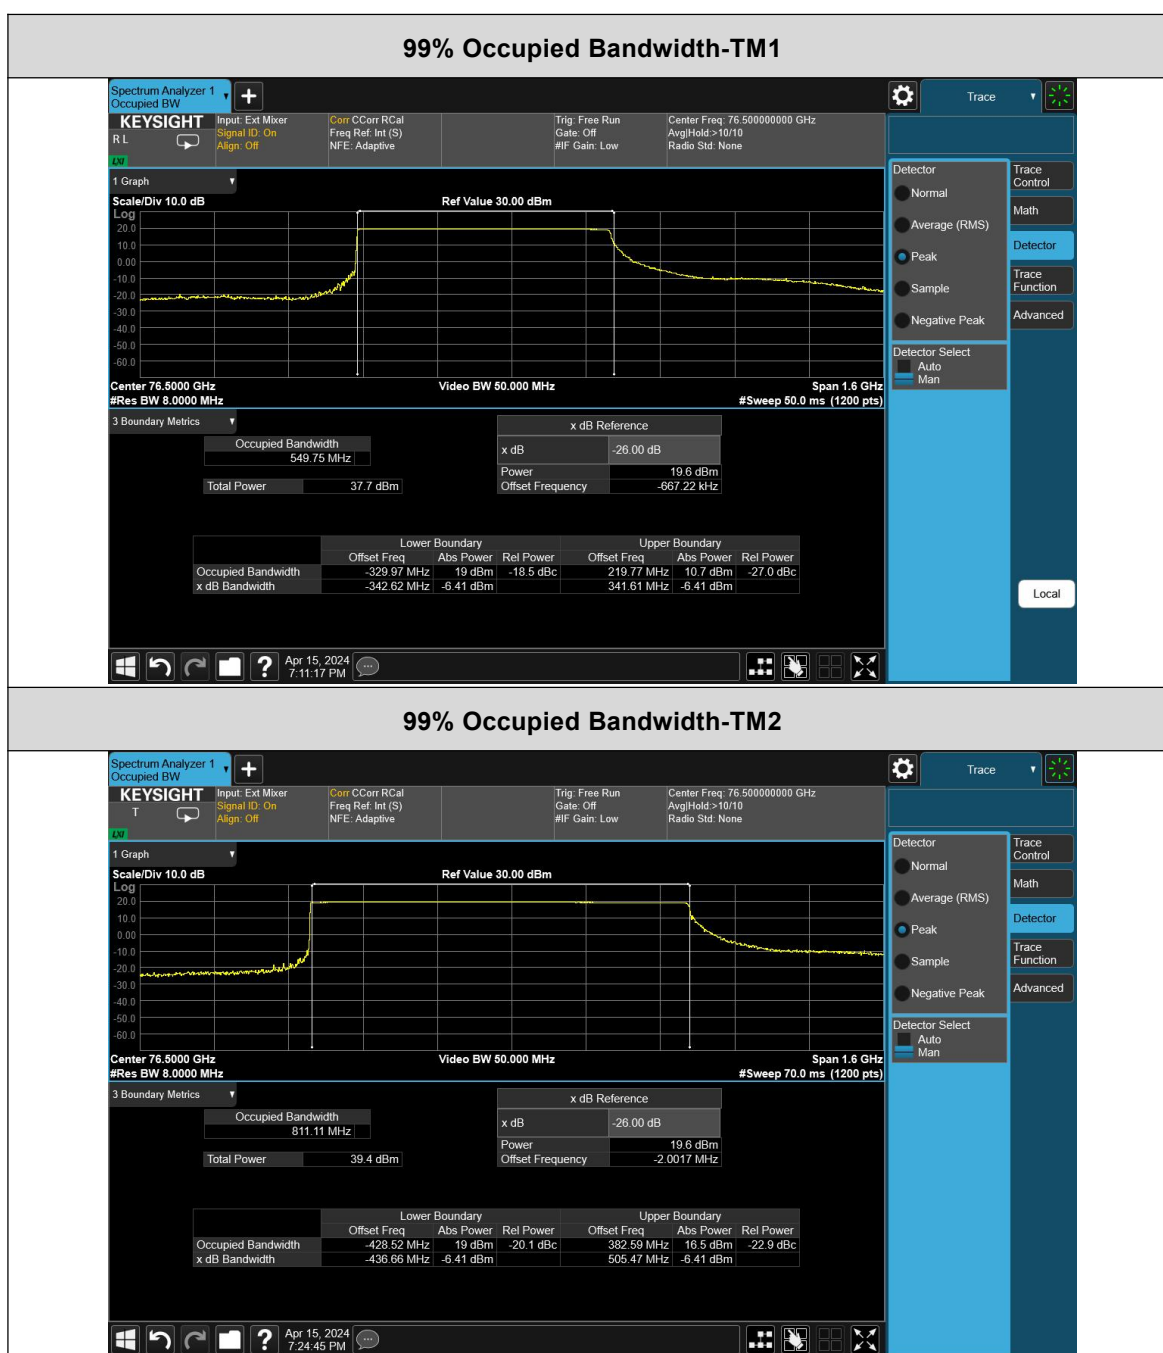 99% Occupied Bandwidth-TM1
Spectrum Analyzer 1
Occupied BW
Trace
KEYSIGHT
R L
LXI
Input: Ext Mixer
Signal ID: On
Align: Off
Corr CCorr RCal
Freq Ref: Int (S)
NFE: Adaptive
Trig: Free Run
Gate: Off
#IF Gain: Low
Center Freq: 76.500000000 GHz
Avg|Hold:>10/10
Radio Std: None
1 Graph
Scale/Div 10.0 dB
Ref Value 30.00 dBm
Log
20.0
10.0
0.00
-10.0
-20.0
-30.0
-40.0
-50.0
-60.0
Center 76.5000 GHz
Video BW 50.000 MHz
Span 1.6 GHz
#Res BW 8.0000 MHz
#Sweep 50.0 ms (1200 pts)
3 Boundary Metrics
Occupied Bandwidth
549.75 MHz
Total Power 37.7 dBm
x dB Reference
x dB -26.00 dB
Power 19.6 dBm
Offset Frequency -667.22 kHz
Lower Boundary Upper Boundary
Offset Freq Abs Power Rel Power Offset Freq Abs Power Rel Power
Occupied Bandwidth -329.97 MHz 19 dBm -18.5 dBc 219.77 MHz 10.7 dBm -27.0 dBc
x dB Bandwidth -342.62 MHz -6.41 dBm 341.61 MHz -6.41 dBm
Apr 15, 2024
7:11:17 PM
Detector
Normal
Average (RMS)
Peak
Sample
Negative Peak
Detector Select
Auto
Man
Trace
Control
Math
Detector
Trace
Function
Advanced
Local
99% Occupied Bandwidth-TM2
Spectrum Analyzer 1
Occupied BW
Trace
KEYSIGHT
T
LXI
Input: Ext Mixer
Signal ID: On
Align: Off
Corr CCorr RCal
Freq Ref: Int (S)
NFE: Adaptive
Trig: Free Run
Gate: Off
#IF Gain: Low
Center Freq: 76.500000000 GHz
Avg|Hold:>10/10
Radio Std: None
1 Graph
Scale/Div 10.0 dB
Ref Value 30.00 dBm
Log
20.0
10.0
0.00
-10.0
-20.0
-30.0
-40.0
-50.0
-60.0
Center 76.5000 GHz
Video BW 50.000 MHz
Span 1.6 GHz
#Res BW 8.0000 MHz
#Sweep 70.0 ms (1200 pts)
3 Boundary Metrics
Occupied Bandwidth
811.11 MHz
Total Power 39.4 dBm
x dB Reference
x dB -26.00 dB
Power 19.6 dBm
Offset Frequency -2.0017 MHz
Lower Boundary Upper Boundary
Offset Freq Abs Power Rel Power Offset Freq Abs Power Rel Power
Occupied Bandwidth -428.52 MHz 19 dBm -20.1 dBc 382.59 MHz 16.5 dBm -22.9 dBc
x dB Bandwidth -436.66 MHz -6.41 dBm 505.47 MHz -6.41 dBm
Apr 15, 2024
7:24:45 PM
Detector
Normal
Average (RMS)
Peak
Sample
Negative Peak
Detector Select
Auto
Man
Trace
Control
Math
Detector
Trace
Function
Advanced